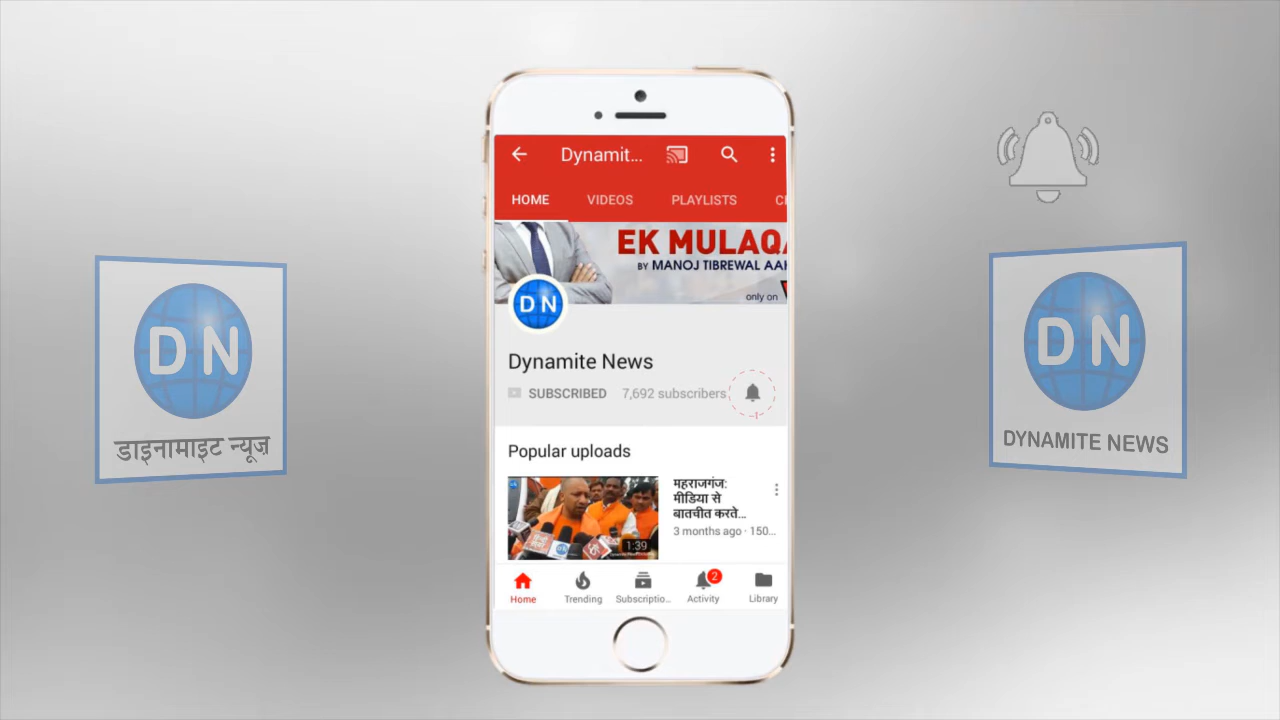 Dynamit...
HOME VIDEOS PLAYLISTS
EK MULAQA
BY MANOJ TIBREWAL AAK
only on
DN
Dynamite News
SUBSCRIBED 7,692 subscribers
Popular uploads
महराजगंज:
मीडिया से
बातचीत करते...
3 months ago · 150...
1:39
Home Trending Subscriptio... 2 Activity Library
DN
डाइनामाइट न्यूज़
DN
DYNAMITE NEWS